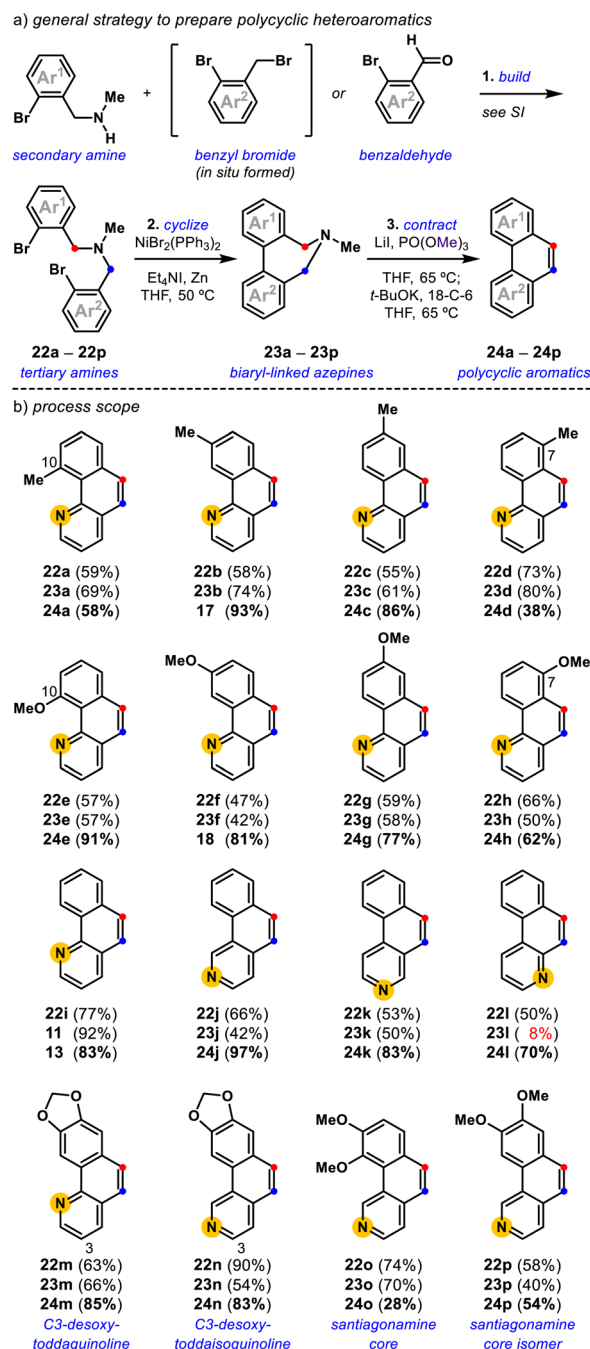 a) general strategy to prepare polycyclic heteroaromatics
Br Ar1 N Me H
+
Br Br Ar2
or
H O Br Ar2
1. build
see SI
secondary amine
benzyl bromide
(in situ formed)
benzaldehyde
Ar1 Br Me N Br Ar2
2. cyclize
NiBr2(PPh3)2
Et4NI, Zn
THF, 50 ºC
Ar1 N Me Ar2
3. contract
LiI, PO(OMe)3
THF, 65 ºC;
t-BuOK, 18-C-6
THF, 65 ºC
Ar1 Ar2
22a – 22p
23a – 23p
24a – 24p
tertiary amines
biaryl-linked azepines
polycyclic aromatics
b) process scope
10 Me N
Me N
Me N
Me 7 N
22a (59%)
23a (69%)
24a (58%)
22b (58%)
23b (74%)
17 (93%)
22c (55%)
23c (61%)
24c (86%)
22d (73%)
23d (80%)
24d (38%)
10 MeO N
MeO N
OMe N
OMe 7 N
22e (57%)
23e (57%)
24e (91%)
22f (47%)
23f (42%)
18 (81%)
22g (59%)
23g (58%)
24g (77%)
22h (66%)
23h (50%)
24h (62%)
N
N
N
N
22i (77%)
11 (92%)
13 (83%)
22j (66%)
23j (42%)
24j (97%)
22k (53%)
23k (50%)
24k (83%)
22l (50%)
23l ( 8%)
24l (70%)
O O N 3
O O N 3
MeO MeO N
OMe MeO N
22m (63%)
23m (66%)
24m (85%)
C3-desoxy-
toddaquinoline
22n (90%)
23n (54%)
24n (83%)
C3-desoxy-
toddaisoquinoline
22o (74%)
23o (70%)
24o (28%)
santiagonamine
core
22p (58%)
23p (40%)
24p (54%)
santiagonamine
core isomer